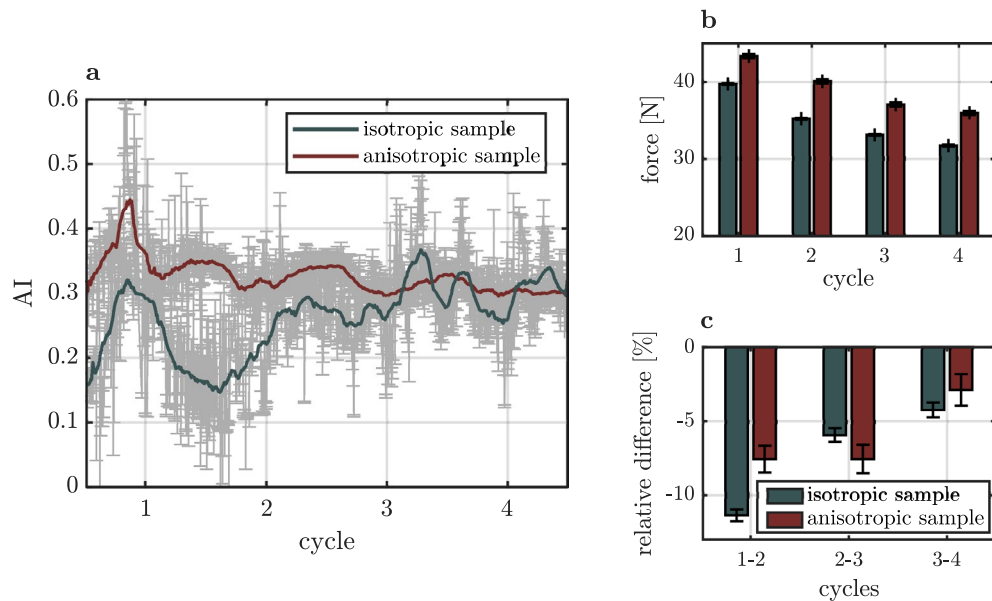 a
0.6
0.5
0.4
0.3
0.2
0.1
0
AI
isotropic sample
anisotropic sample
1
2
3
4
cycle
b
40
30
20
force [N]
1
2
3
4
cycle
c
0
-5
-10
relative difference [%]
isotropic sample
anisotropic sample
1-2
2-3
3-4
cycles